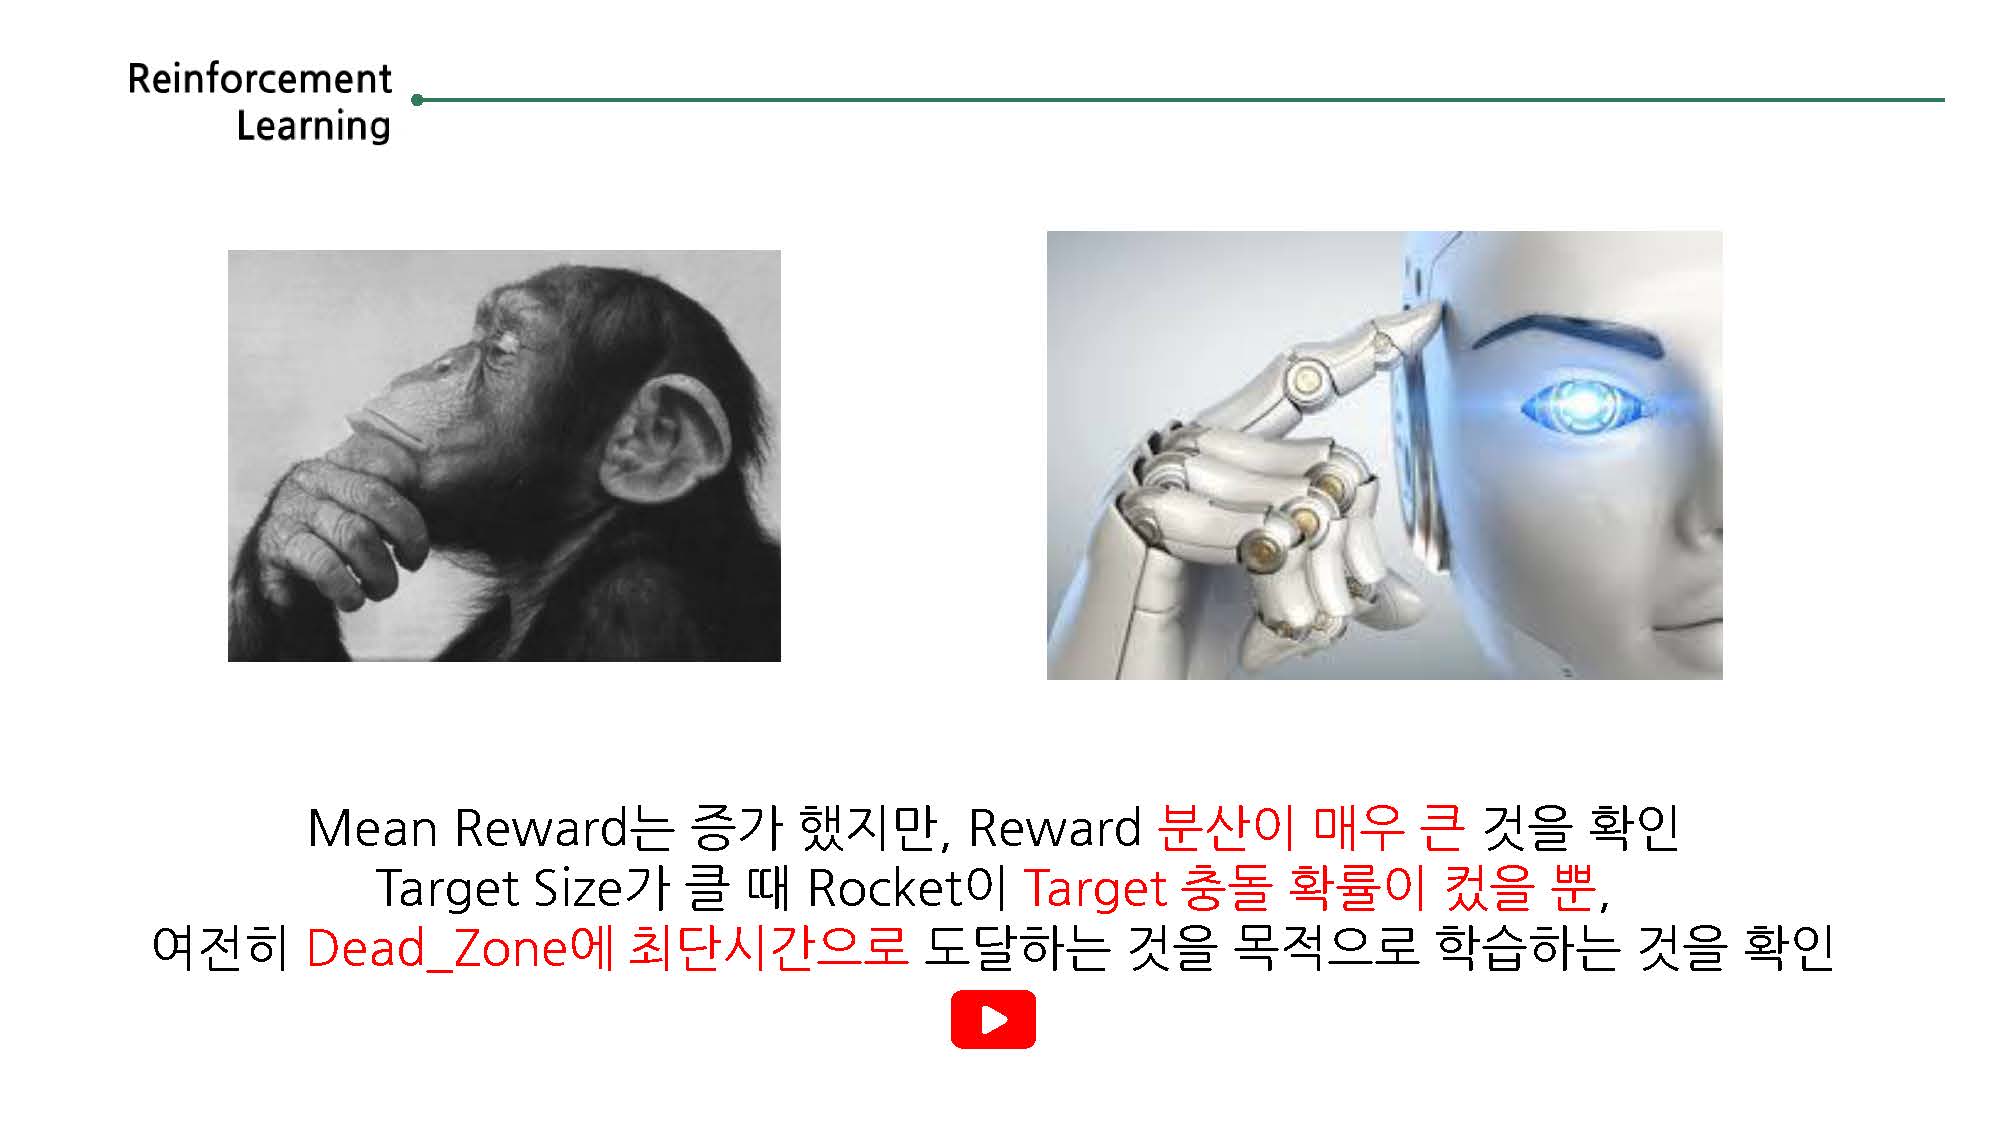 Reinforcement
Learning
Mean Reward는 증가 했지만, Reward 분산이 매우 큰 것을 확인
Target Size가 클 때 Rocket이 Target 충돌 확률이 컸을 뿐,
여전히 Dead_Zone에 최단시간으로 도달하는 것을 목적으로 학습하는 것을 확인